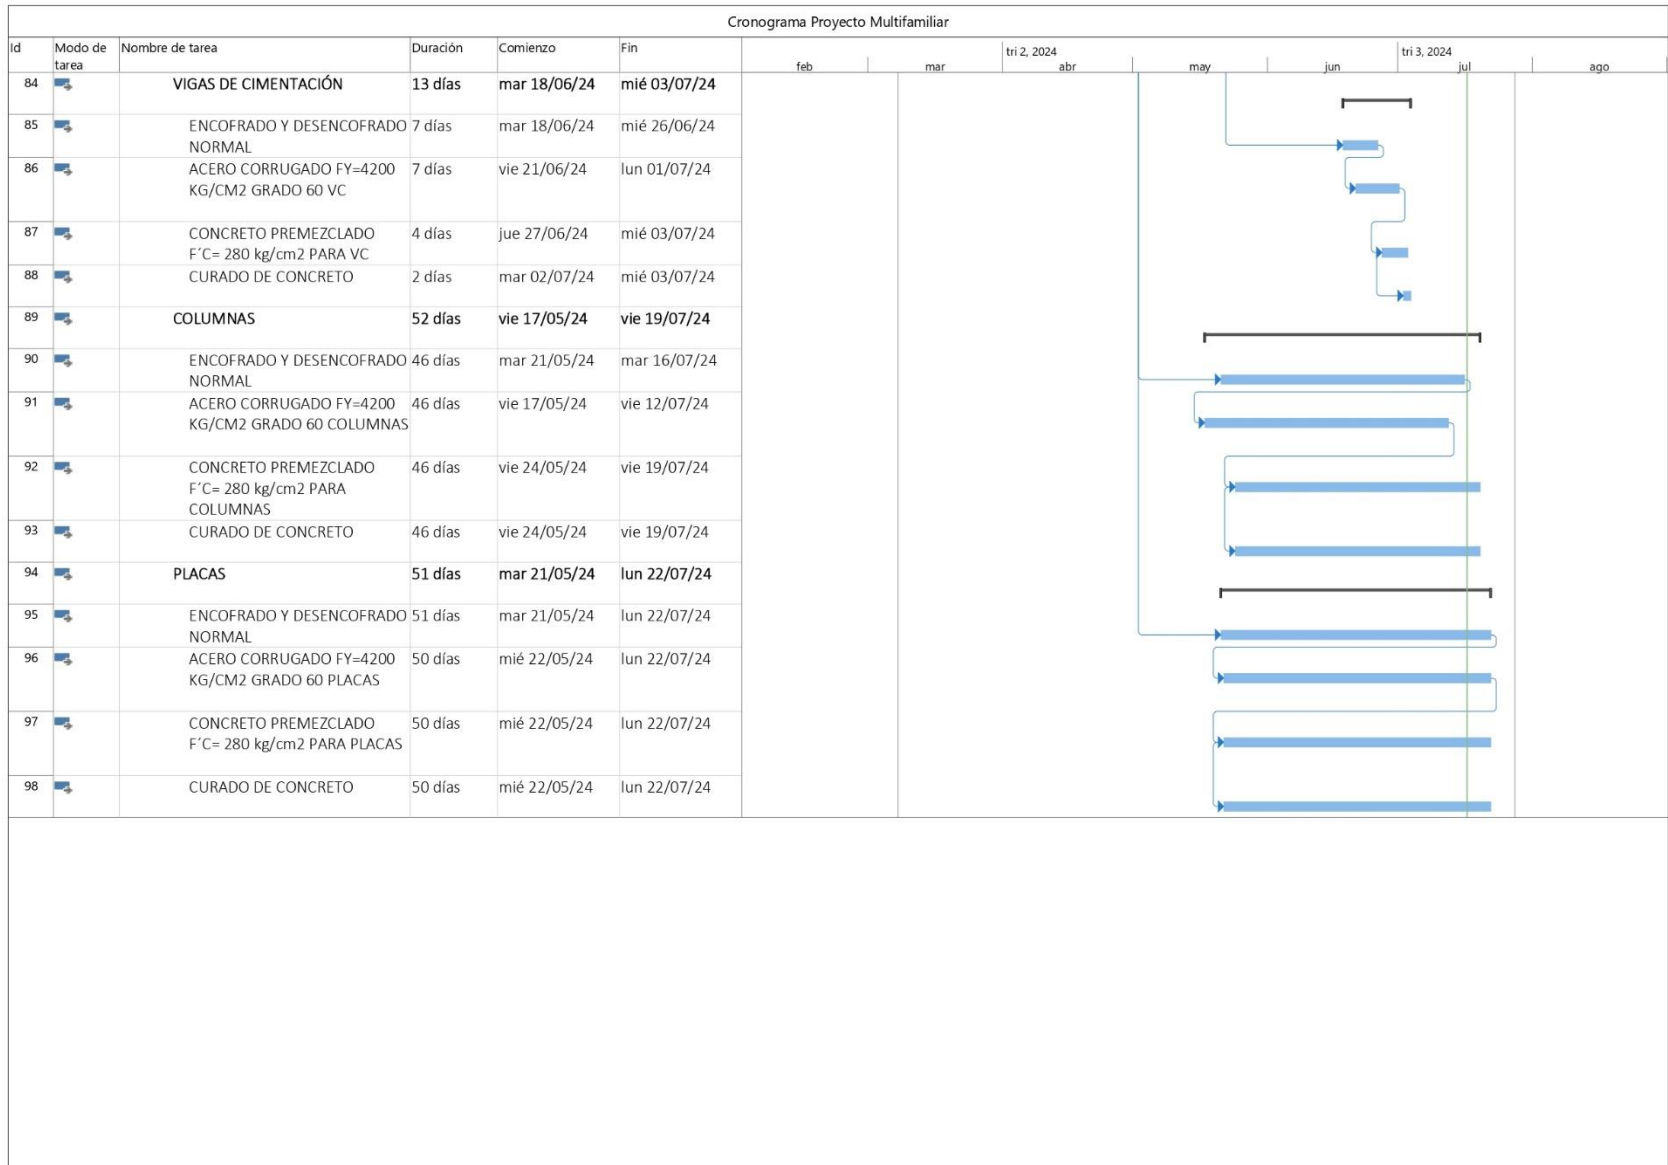 Cronograma Proyecto Multifamiliar
Id Modo de tarea Nombre de tarea Duración Comienzo Fin
tri 2, 2024 tri 3, 2024
feb mar abr may jun jul ago
84 VIGAS DE CIMENTACIÓN 13 días mar 18/06/24 mié 03/07/24
85 ENCOFRADO Y DESENCOFRADO 7 días mar 18/06/24 mié 26/06/24
NORMAL
86 ACERO CORRUGADO FY=4200 7 días vie 21/06/24 lun 01/07/24
KG/CM2 GRADO 60 VC
87 CONCRETO PREMEZCLADO 4 días jue 27/06/24 mié 03/07/24
F´C= 280 kg/cm2 PARA VC
88 CURADO DE CONCRETO 2 días mar 02/07/24 mié 03/07/24
89 COLUMNAS 52 días vie 17/05/24 vie 19/07/24
90 ENCOFRADO Y DESENCOFRADO 46 días mar 21/05/24 mar 16/07/24
NORMAL
91 ACERO CORRUGADO FY=4200 46 días vie 17/05/24 vie 12/07/24
KG/CM2 GRADO 60 COLUMNAS
92 CONCRETO PREMEZCLADO 46 días vie 24/05/24 vie 19/07/24
F´C= 280 kg/cm2 PARA
COLUMNAS
93 CURADO DE CONCRETO 46 días vie 24/05/24 vie 19/07/24
94 PLACAS 51 días mar 21/05/24 lun 22/07/24
95 ENCOFRADO Y DESENCOFRADO 51 días mar 21/05/24 lun 22/07/24
NORMAL
96 ACERO CORRUGADO FY=4200 50 días mié 22/05/24 lun 22/07/24
KG/CM2 GRADO 60 PLACAS
97 CONCRETO PREMEZCLADO 50 días mié 22/05/24 lun 22/07/24
F´C= 280 kg/cm2 PARA PLACAS
98 CURADO DE CONCRETO 50 días mié 22/05/24 lun 22/07/24